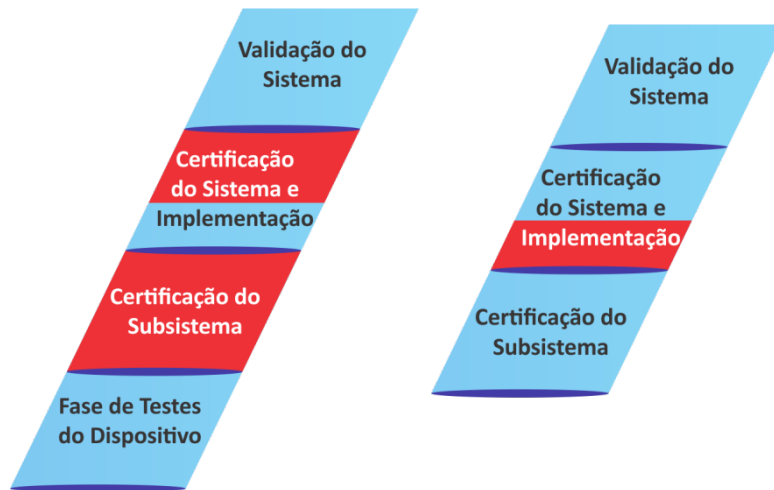 Validação do
Sistema
Certificação
do Sistema e
Implementação
Certificação do
Subsistema
Fase de Testes
do Dispositivo
Validação do
Sistema
Certificação
do Sistema e
Implementação
Certificação do
Subsistema